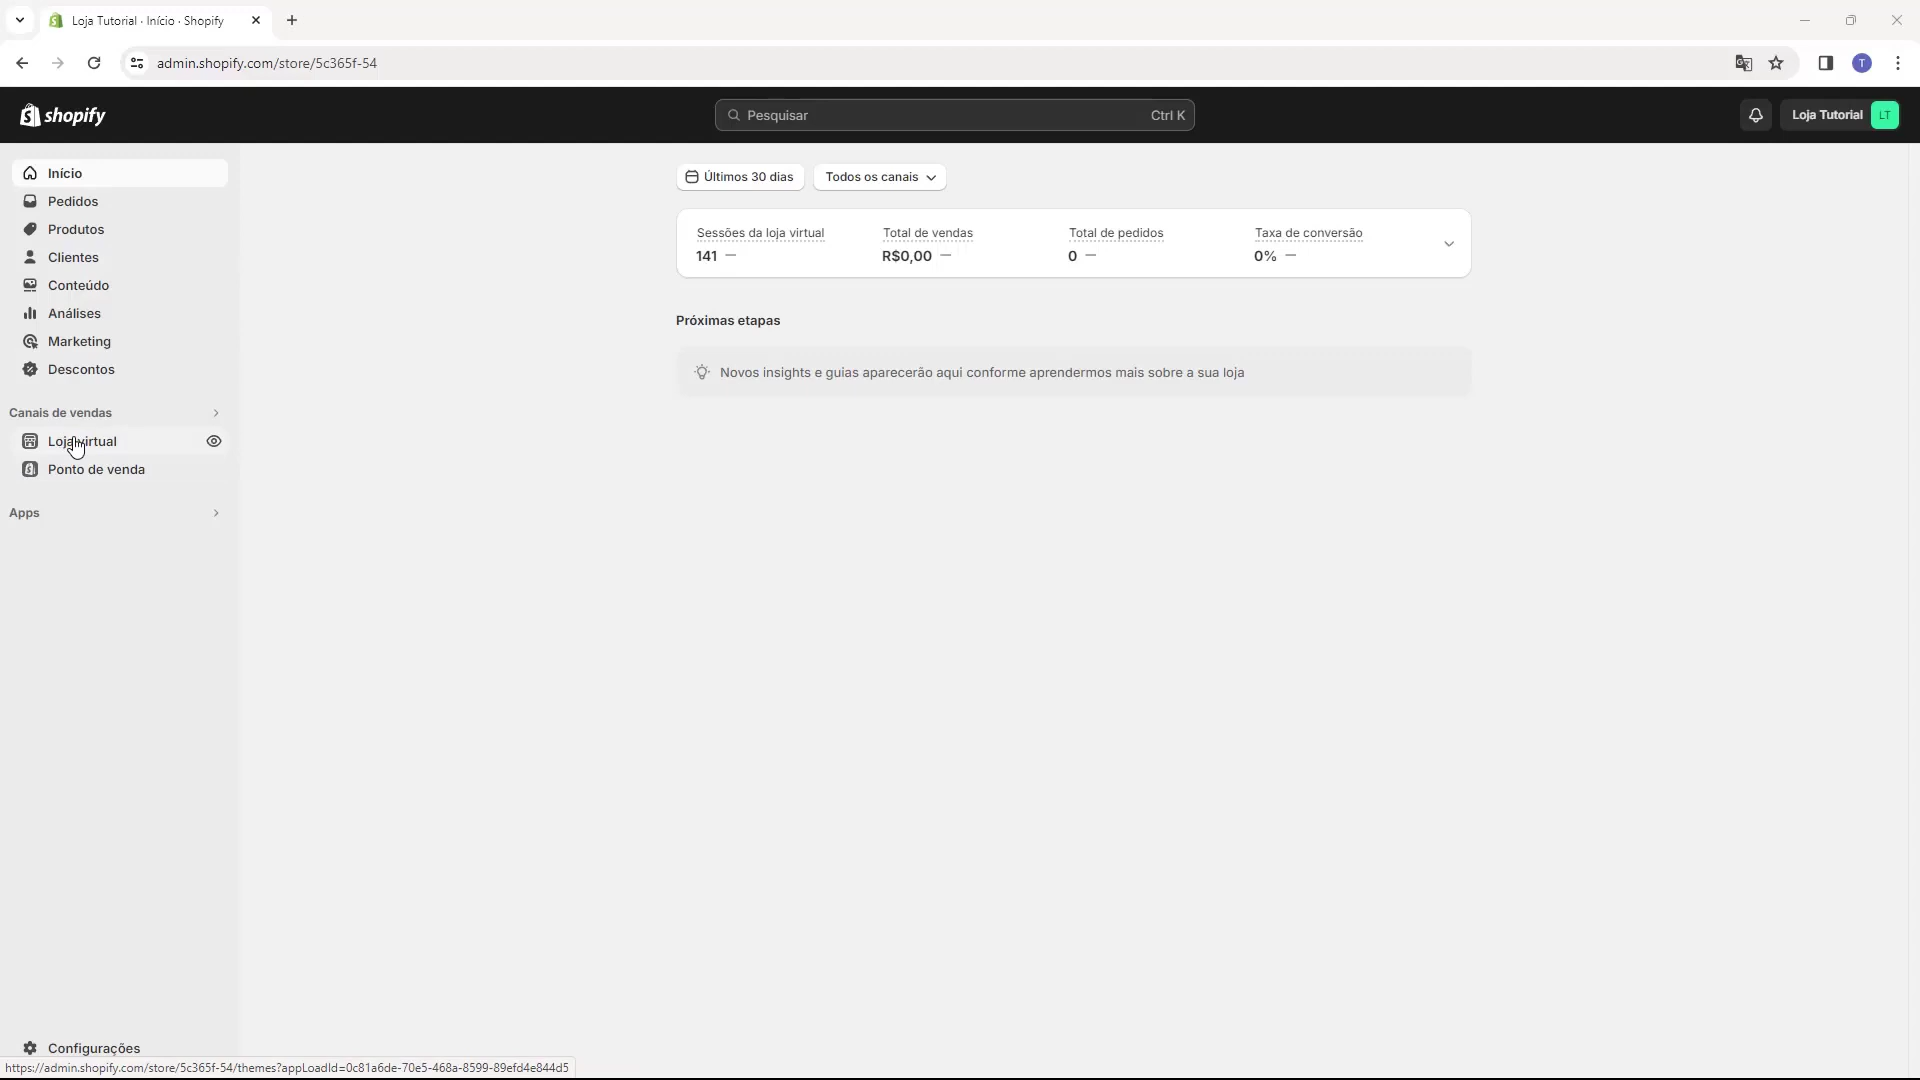 Loja Tutorial · Início · Shopify
admin.shopify.com/store/5c365f-54
T
shopify
Pesquisar
Ctrl K
Loja Tutorial
LT
Início
Pedidos
Produtos
Clientes
Conteúdo
Análises
Marketing
Descontos
Canais de vendas
Loja virtual
Ponto de venda
Apps
Configurações
Últimos 30 dias
Todos os canais
Sessões da loja virtual
141 —
Total de vendas
R$0,00 —
Total de pedidos
0 —
Taxa de conversão
0% —
Próximas etapas
Novos insights e guias aparecerão aqui conforme aprendermos mais sobre a sua loja
https://admin.shopify.com/store/5c365f-54/themes?appLoadId=0c81a6de-70e5-468a-8599-89efd4e844d5